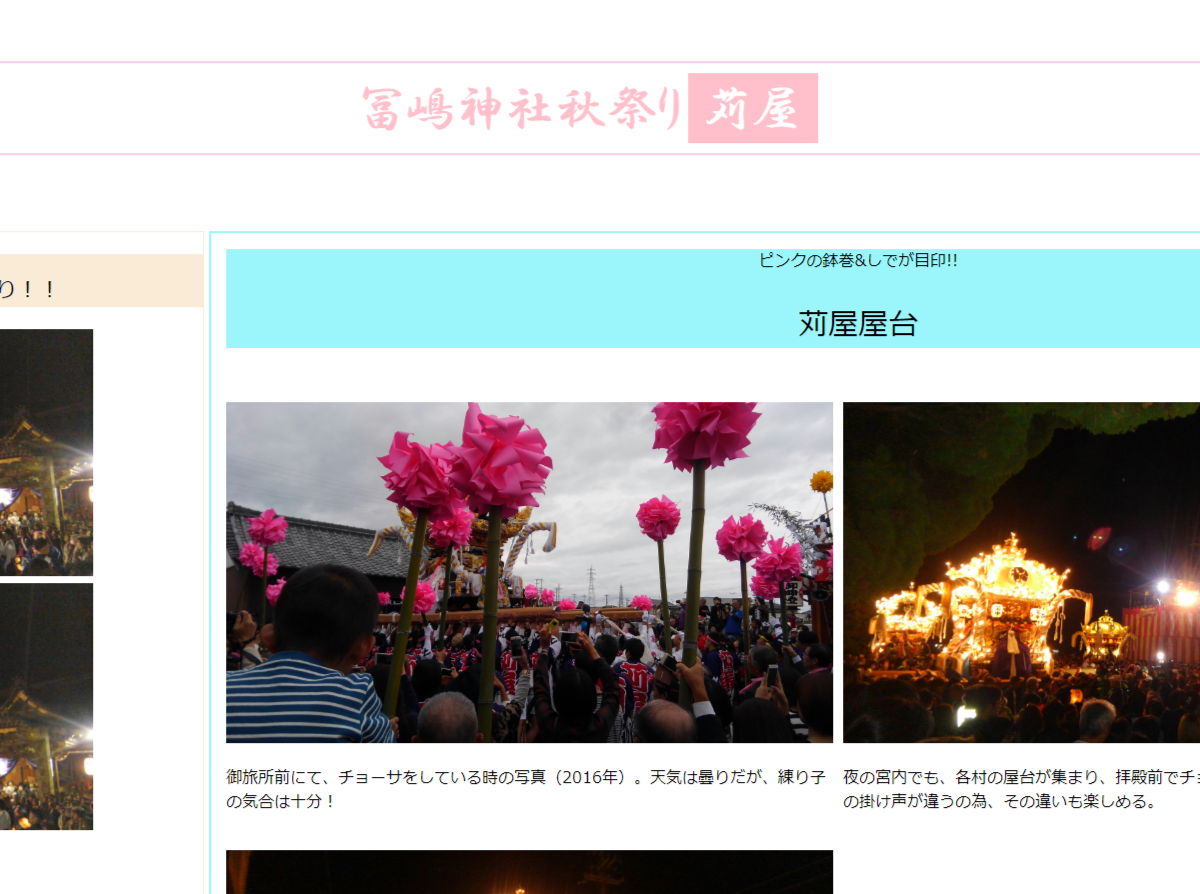 冨嶋神社秋祭り 苅屋
り！！
ピンクの鉢巻&しでが目印!!
苅屋屋台
御旅所前にて、チョーサをしている時の写真（2016年）。天気は曇りだが、練り子
の気合は十分！
夜の宮内でも、各村の屋台が集まり、拝殿前でチ
の掛け声が違うの為、その違いも楽しめる。